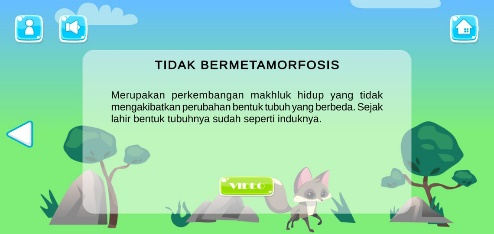 TIDAK BERMETAMORFOSIS
Merupakan perkembangan makhluk hidup yang tidak
mengakibatkan perubahan bentuk tubuh yang berbeda. Sejak
lahir bentuk tubuhnya sudah seperti induknya.
VIDEO